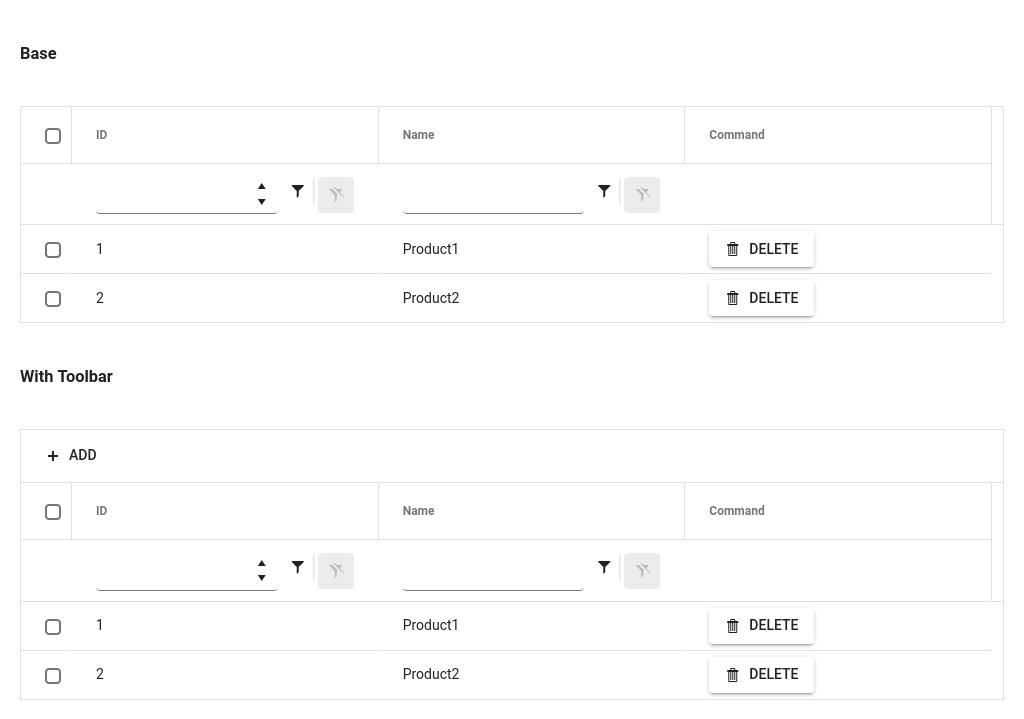 Base
ID Name Command
1 Product1 DELETE
2 Product2 DELETE
With Toolbar
ADD
ID Name Command
1 Product1 DELETE
2 Product2 DELETE